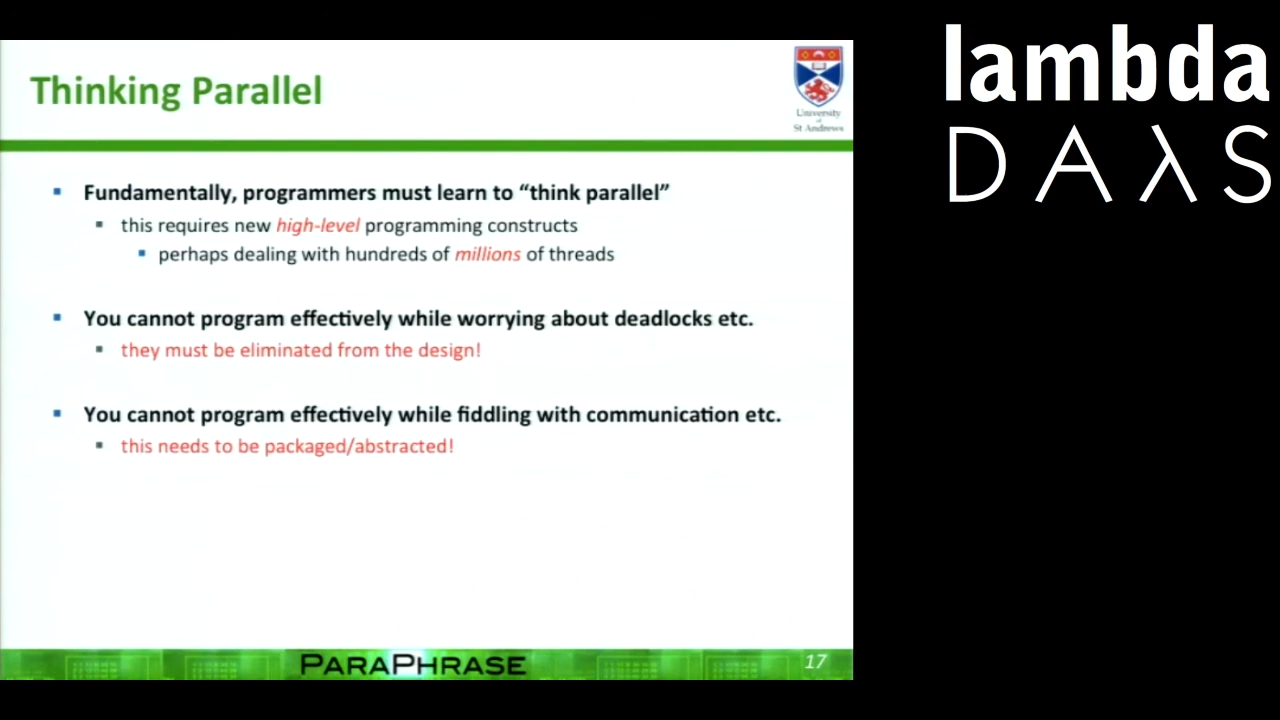 Thinking Parallel
University
of
St Andrews
lambda
DAλS
Fundamentally, programmers must learn to “think parallel”
this requires new high-level programming constructs
perhaps dealing with hundreds of millions of threads
You cannot program effectively while worrying about deadlocks etc.
they must be eliminated from the design!
You cannot program effectively while fiddling with communication etc.
this needs to be packaged/abstracted!
PARAPHRASE
17